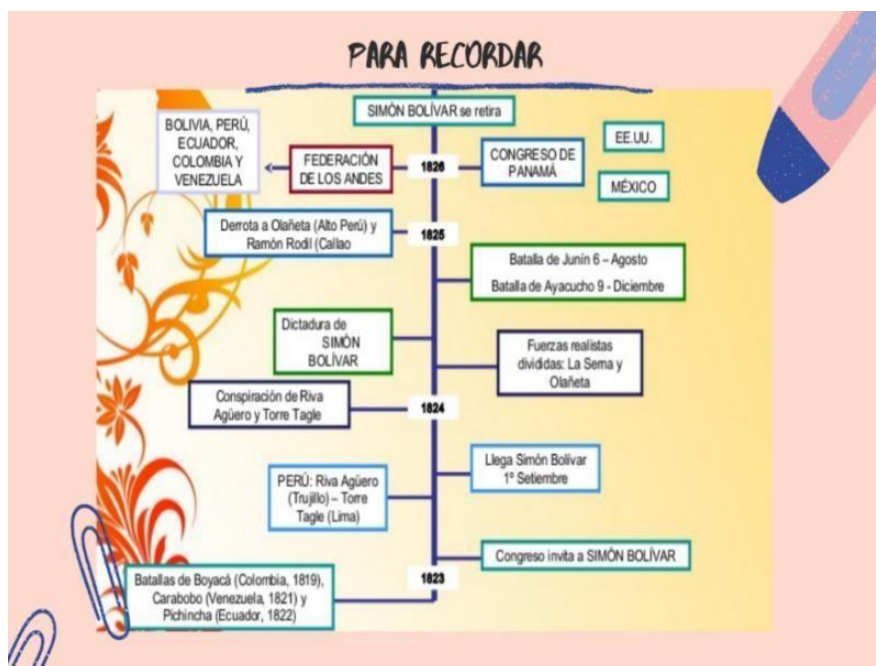 PARA RECORDAR
SIMÓN BOLÍVAR se retira
BOLIVIA, PERÚ,
ECUADOR,
COLOMBIA Y
VENEZUELA
FEDERACIÓN
DE LOS ANDES
1826
CONGRESO DE
PANAMÁ
EE.UU.
MÉXICO
Derrota a Olañeta (Alto Perú) y
Ramón Rodil (Callao
1825
Batalla de Junín 6 – Agosto
Batalla de Ayacucho 9 - Diciembre
Dictadura de
SIMÓN
BOLÍVAR
Fuerzas realistas
divididas: La Serna y
Olañeta
Conspiración de Riva
Agüero y Torre Tagle
1824
Llega Simón Bolívar
1º Setiembre
PERÚ: Riva Agüero
(Trujillo) – Torre
Tagle (Lima)
Congreso invita a SIMÓN BOLÍVAR
1823
Batallas de Boyacá (Colombia, 1819),
Carabobo (Venezuela, 1821) y
Pichincha (Ecuador, 1822)